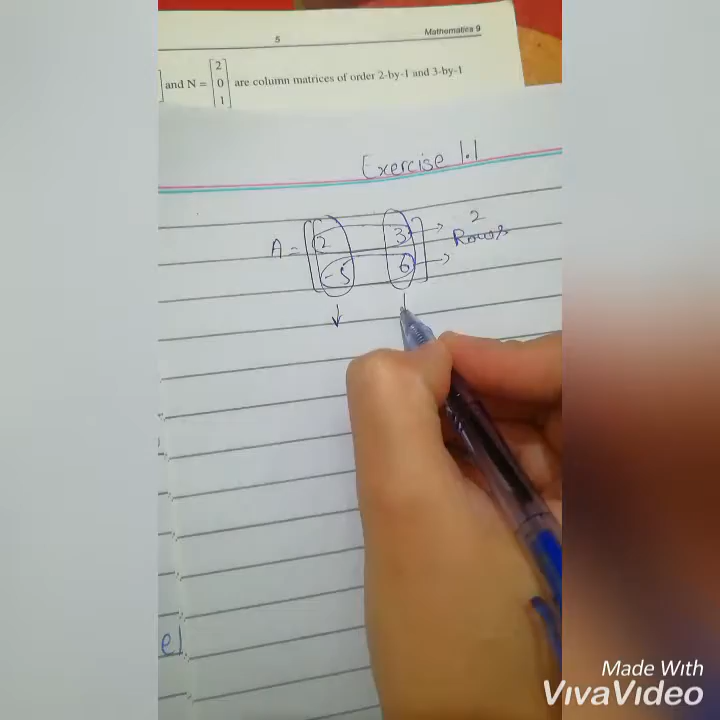 5 Mathematics 9
and N = [2 0 1] are column matrices of order 2-by-1 and 3-by-1
Exercise 1.1
A = [2 3
-5 6]
2
Rows
el
Made With
VivaVideo